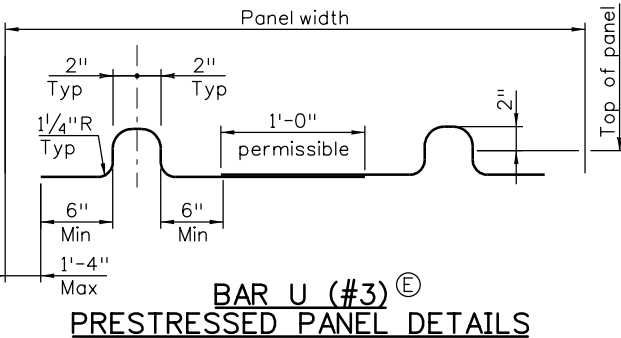 Panel width
Top of panel
2" 2"
Typ Typ
1¼"R
Typ
1'-0"
permissible
2"
6" 6"
Min Min
1'-4"
Max
BAR U (#3) Ⓔ
PRESTRESSED PANEL DETAILS